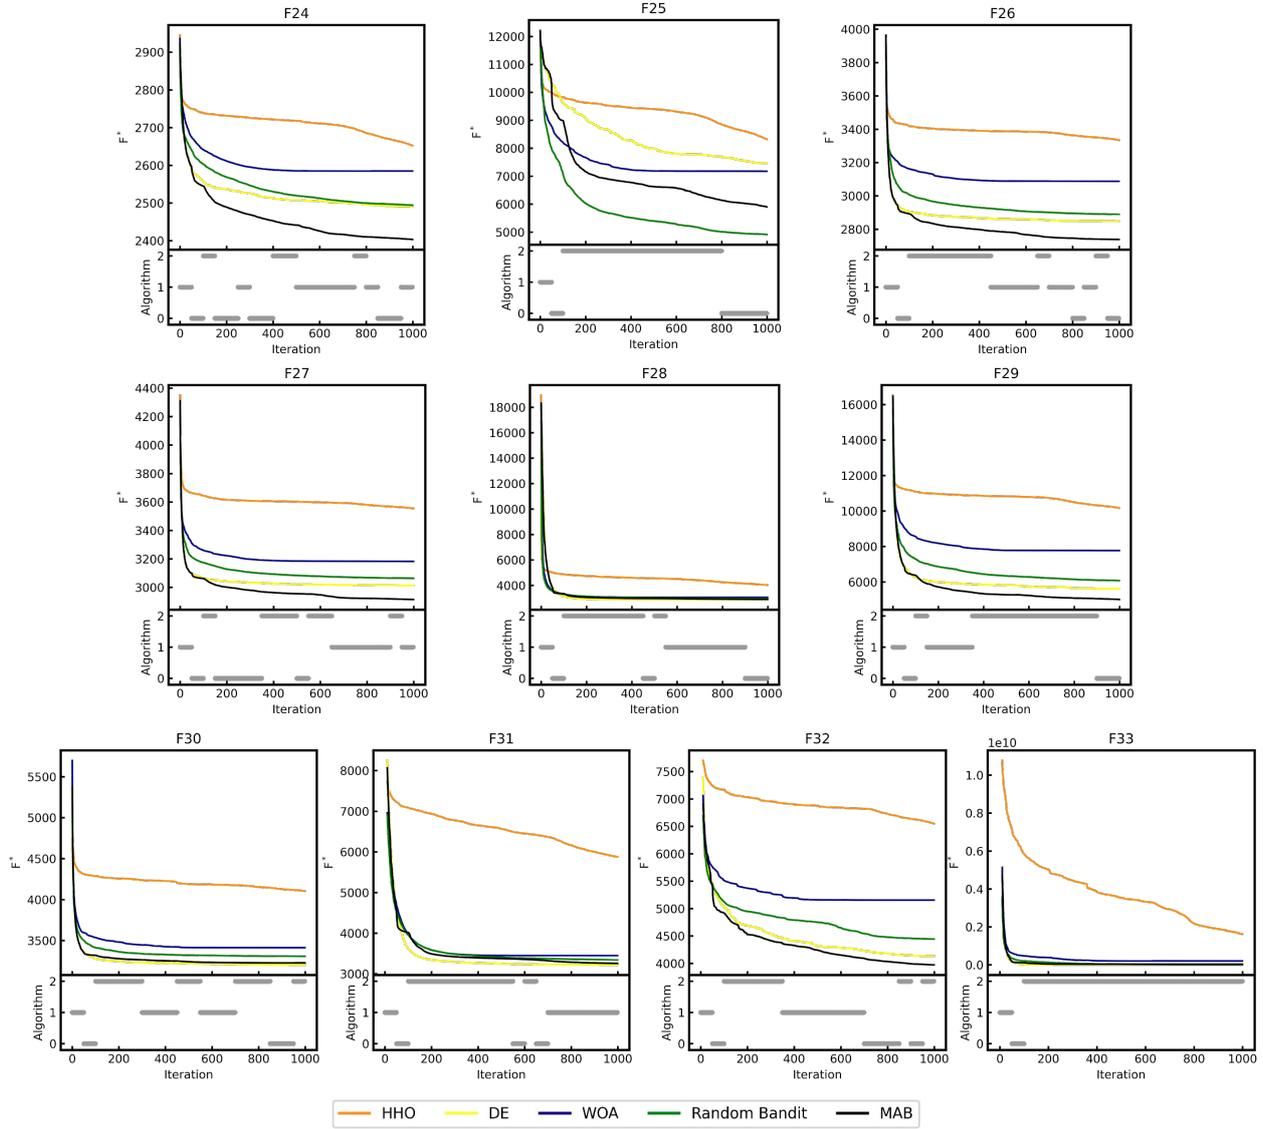 F24
F25
F26
2900
2800
2700
2600
2500
2400
F*
2
1
0
Algorithm
0 200 400 600 800 1000
Iteration
12000
11000
10000
9000
8000
7000
6000
5000
F*
2
1
0
Algorithm
0 200 400 600 800 1000
Iteration
4000
3800
3600
3400
3200
3000
2800
F*
2
1
0
Algorithm
0 200 400 600 800 1000
Iteration
F27
F28
F29
4400
4200
4000
3800
3600
3400
3200
3000
F*
2
1
0
Algorithm
0 200 400 600 800 1000
Iteration
18000
16000
14000
12000
10000
8000
6000
4000
F*
2
1
0
Algorithm
0 200 400 600 800 1000
Iteration
16000
14000
12000
10000
8000
6000
F*
2
1
0
Algorithm
0 200 400 600 800 1000
Iteration
F30
F31
F32
F33
5500
5000
4500
4000
3500
F*
2
1
0
Algorithm
0 200 400 600 800 1000
Iteration
8000
7000
6000
5000
4000
3000
F*
2
1
0
Algorithm
0 200 400 600 800 1000
Iteration
7500
7000
6500
6000
5500
5000
4500
4000
F*
2
1
0
Algorithm
0 200 400 600 800 1000
Iteration
1e10
1.0
0.8
0.6
0.4
0.2
0.0
F*
2
1
0
Algorithm
0 200 400 600 800 1000
Iteration
HHO DE WOA Random Bandit MAB